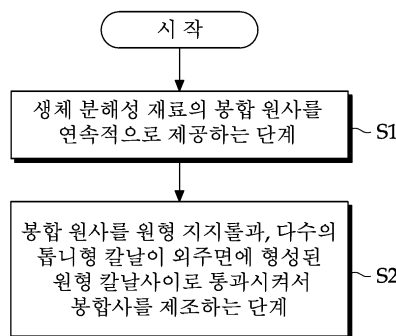 시 작
생체 분해성 재료의 봉합 원사를
연속적으로 제공하는 단계
S1
봉합 원사를 원형 지지롤과, 다수의
톱니형 칼날이 외주면에 형성된
원형 칼날사이로 통과시켜서
봉합사를 제조하는 단계
S2